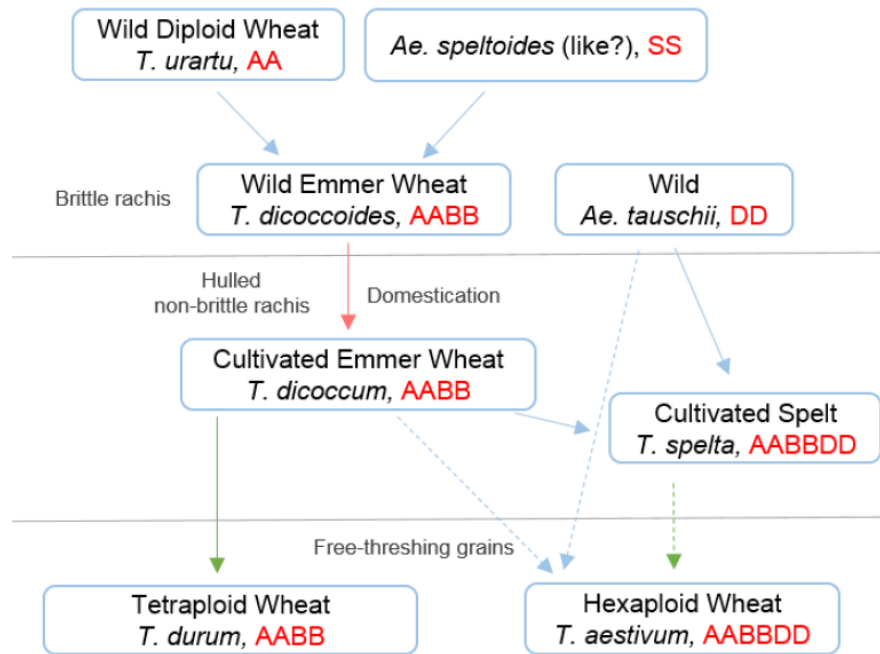 Wild Diploid Wheat
T. urartu, AA
Ae. speltoides (like?), SS
Brittle rachis
Wild Emmer Wheat
T. dicoccoides, AABB
Wild
Ae. tauschii, DD
Hulled
non-brittle rachis
Domestication
Cultivated Emmer Wheat
T. dicoccum, AABB
Cultivated Spelt
T. spelta, AABBDD
Free-threshing grains
Tetraploid Wheat
T. durum, AABB
Hexaploid Wheat
T. aestivum, AABBDD